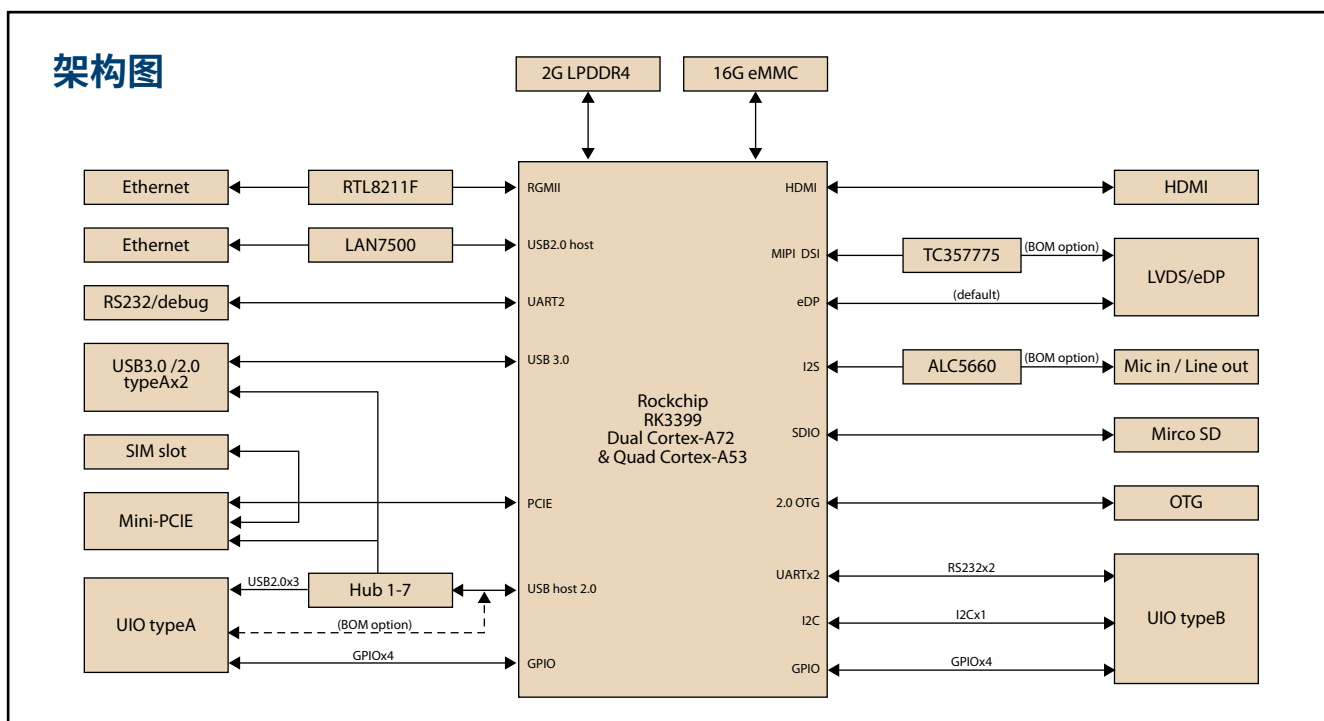 架构图
2G LPDDR4
16G eMMC
Ethernet
RTL8211F
RGMII
HDMI
HDMI
Ethernet
LAN7500
USB2.0 host
MIPI DSI
TC357775
(BOM option)
LVDS/eDP
RS232/debug
UART2
eDP
(default)
USB3.0 /2.0
typeAx2
USB 3.0
I2S
ALC5660
(BOM option)
Mic in / Line out
Rockchip
RK3399
Dual Cortex-A72
& Quad Cortex-A53
SIM slot
SDIO
Mirco SD
Mini-PCIE
PCIE
2.0 OTG
OTG
UIO typeA
USB2.0x3
Hub 1-7
USB host 2.0
(BOM option)
GPIOx4
GPIO
UARTx2
RS232x2
I2C
I2Cx1
GPIO
GPIOx4
UIO typeB